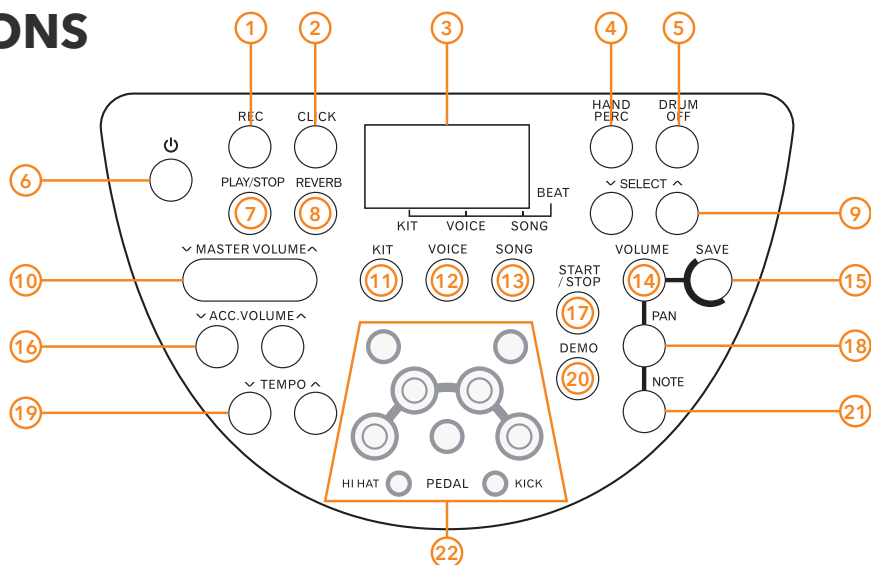 ONS
1 2 3 4 5
REC CLICK HAND PERC DRUM OFF
6
PLAY/STOP REVERB SELECT
7 8 9
BEAT
KIT VOICE SONG
MASTER VOLUME KIT VOICE SONG VOLUME SAVE
10 11 12 13 14 15
START /STOP
ACC.VOLUME 17 PAN
16 18
DEMO
TEMPO 20 NOTE
19 21
HI HAT PEDAL KICK
22